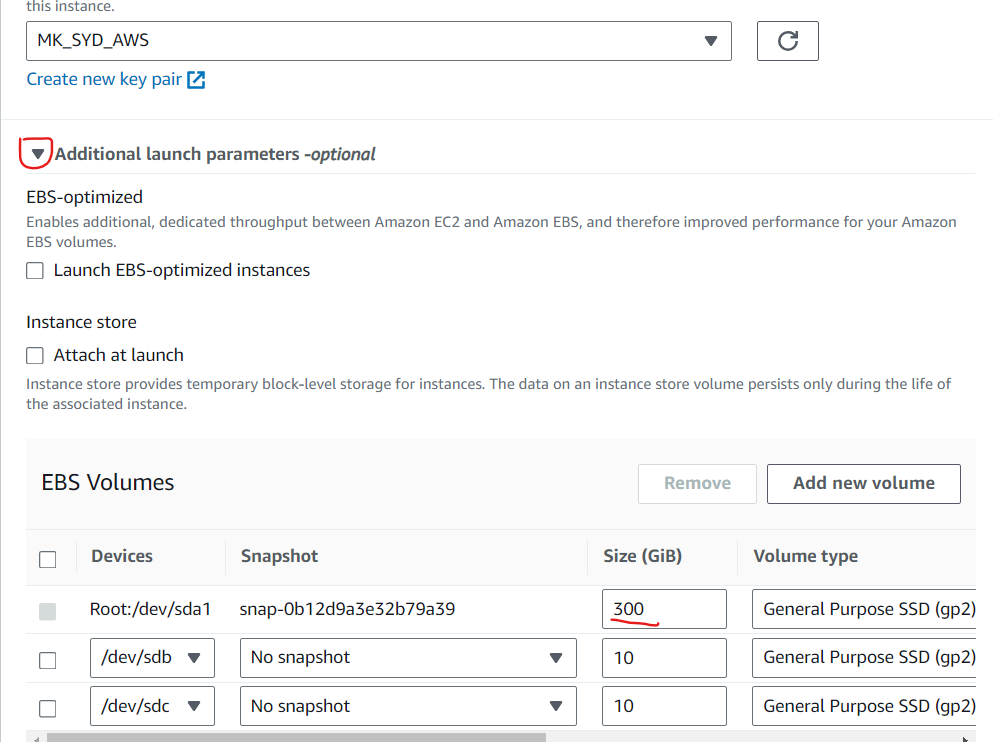 this instance.
MK_SYD_AWS
Create new key pair
Additional launch parameters -optional
EBS-optimized
Enables additional, dedicated throughput between Amazon EC2 and Amazon EBS, and therefore improved performance for your Amazon
EBS volumes.
Launch EBS-optimized instances
Instance store
Attach at launch
Instance store provides temporary block-level storage for instances. The data on an instance store volume persists only during the life of
the associated instance.
EBS Volumes Remove Add new volume
Devices Snapshot Size (GiB) Volume type
Root:/dev/sda1 snap-0b12d9a3e32b79a39 300 General Purpose SSD (gp2)
/dev/sdb No snapshot 10 General Purpose SSD (gp2)
/dev/sdc No snapshot 10 General Purpose SSD (gp2)